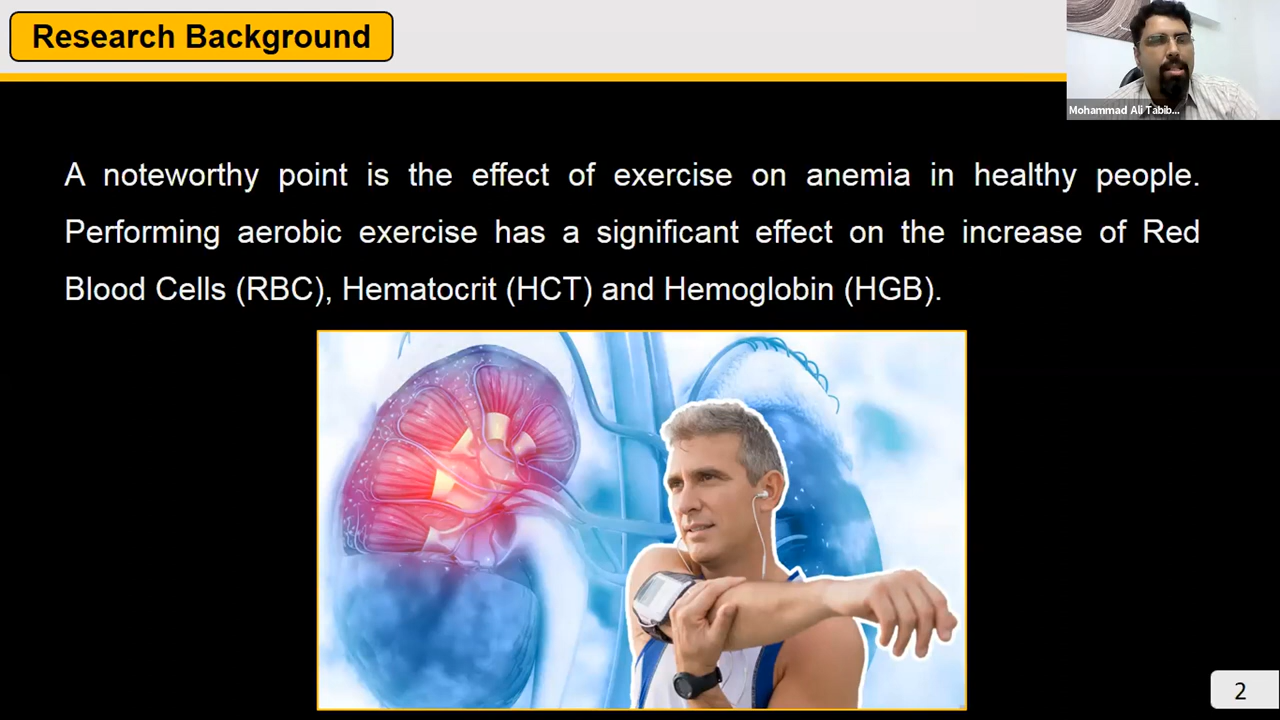 Research Background
Mohammad Ali Tabib...
A noteworthy point is the effect of exercise on anemia in healthy people.
Performing aerobic exercise has a significant effect on the increase of Red
Blood Cells (RBC), Hematocrit (HCT) and Hemoglobin (HGB).
2